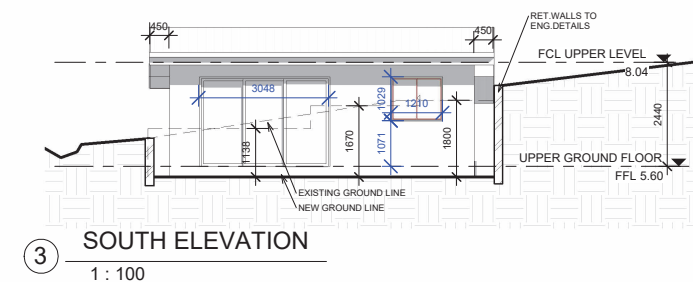 450
450
RET.WALLS TO
ENG.DETAILS
FCL UPPER LEVEL
8.04
3048
1029
1210
2440
1138
1670
1071
1800
UPPER GROUND FLOOR
FFL 5.60
EXISTING GROUND LINE
NEW GROUND LINE
3 SOUTH ELEVATION
1 : 100